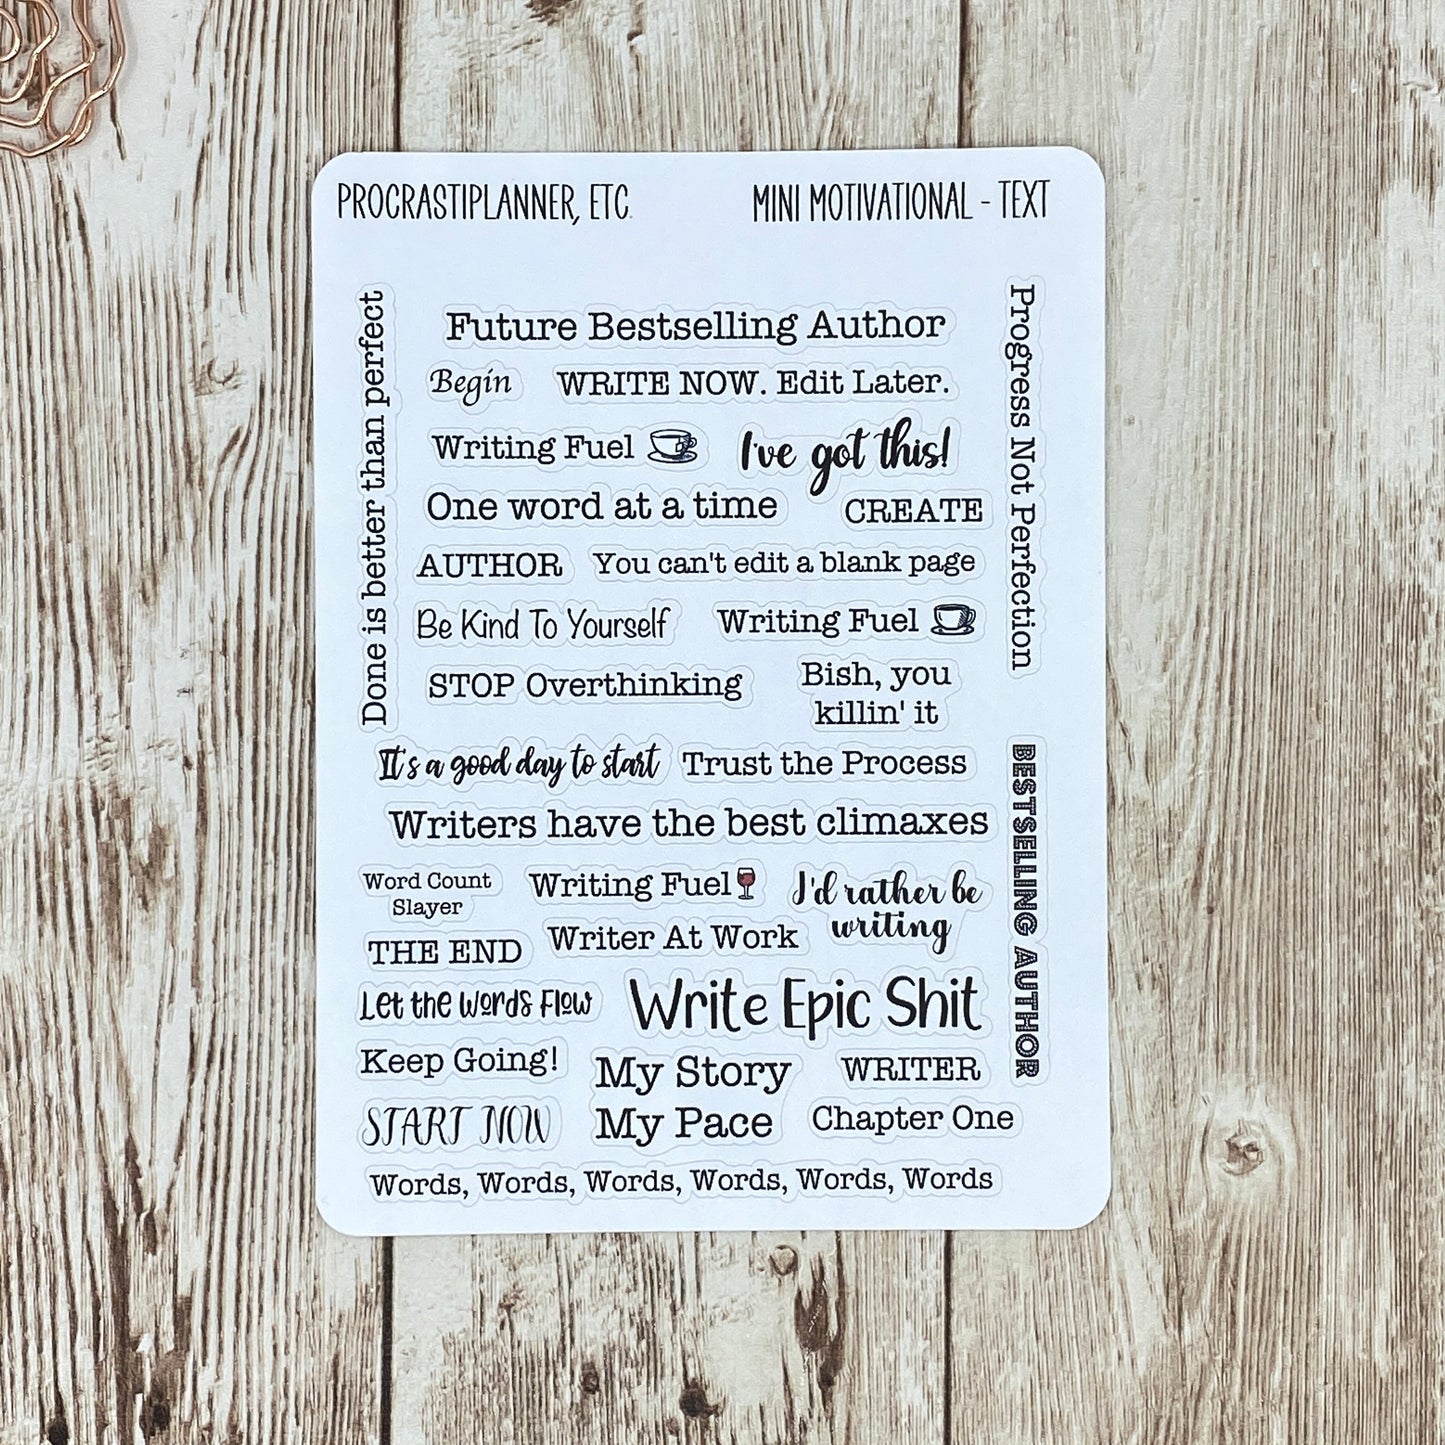 PROCRASTIPLANNER, ETC.
MINI MOTIVATIONAL - TEXT
Done is better than perfect
Future Bestselling Author
Progress Not Perfection
Begin
WRITE NOW. Edit Later.
Writing Fuel
I've got this!
One word at a time
CREATE
AUTHOR
You can't edit a blank page
Be Kind To Yourself
Writing Fuel
STOP Overthinking
Bish, you
killin' it
It's a good day to start
Trust the Process
BESTSELLING AUTHOR
Writers have the best climaxes
Word Count
Slayer
Writing Fuel
I'd rather be
writing
THE END
Writer At Work
Let the Words Flow
Write Epic Shit
Keep Going!
My Story
My Pace
WRITER
START NOW
Chapter One
Words, Words, Words, Words, Words, Words